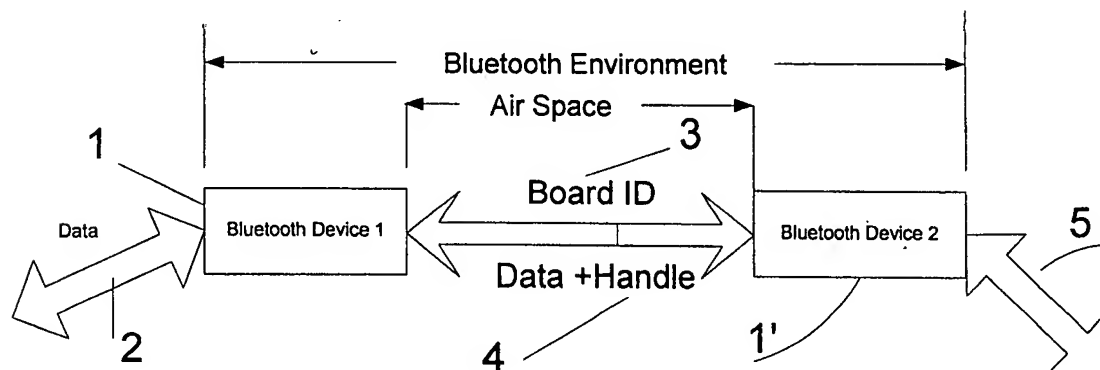 Bluetooth Environment
Air Space
1
3
Board ID
Data
Bluetooth Device 1
Bluetooth Device 2
5
Data +Handle
2
4
1'